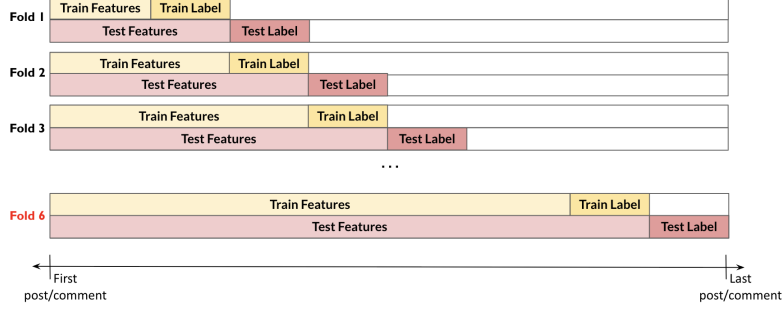 Fold 1 Train Features Train Label
Test Features Test Label
Fold 2 Train Features Train Label
Test Features Test Label
Fold 3 Train Features Train Label
Test Features Test Label
...
Fold 6 Train Features Train Label
Test Features Test Label
First
post/comment
Last
post/comment